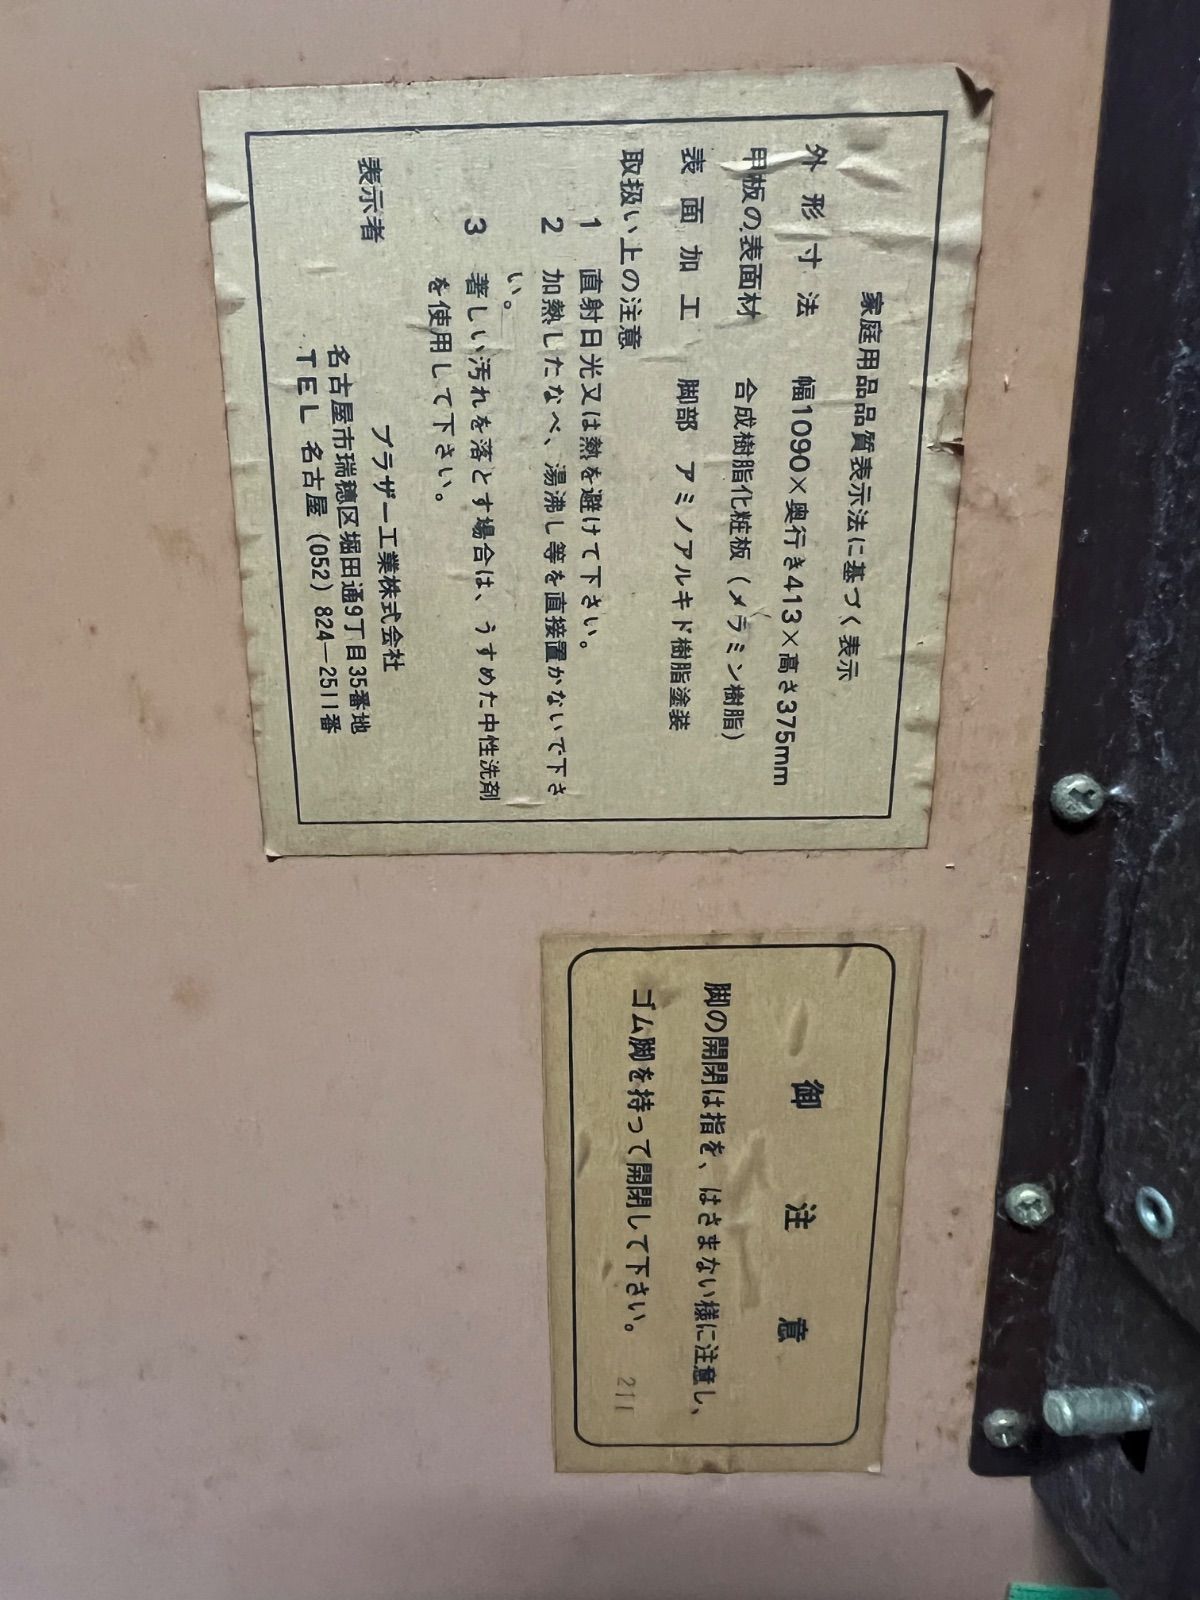 家庭用品品質表示法に基づく表示
外形寸法 幅1090×奥行き413×高さ375mm
甲板の表面材 合成樹脂化粧板(メラミン樹脂)
表面加工 脚部 アミノアルキド樹脂塗装
取扱い上の注意
1 直射日光又は熱を避けて下さい。
2 加熱したなべ、湯沸し等を直接置かないで下さ
い。
3 著しい汚れを落とす場合は、うすめた中性洗剤
を使用して下さい。
表示者 ブラザー工業株式会社
名古屋市瑞穂区堀田通9丁目35番地
TEL 名古屋(052)824-2511番
御注意
脚の開閉は指を、はさまない様に注意し、
ゴム脚を持って開閉して下さい。 211